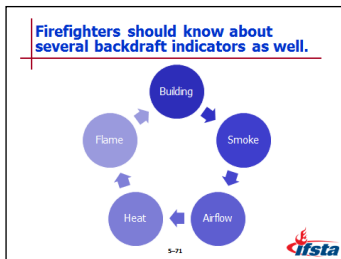 Firefighters should know about
several backdraft indicators as well.
Building
Smoke
Airflow
Heat
Flame
5–71
ifsta